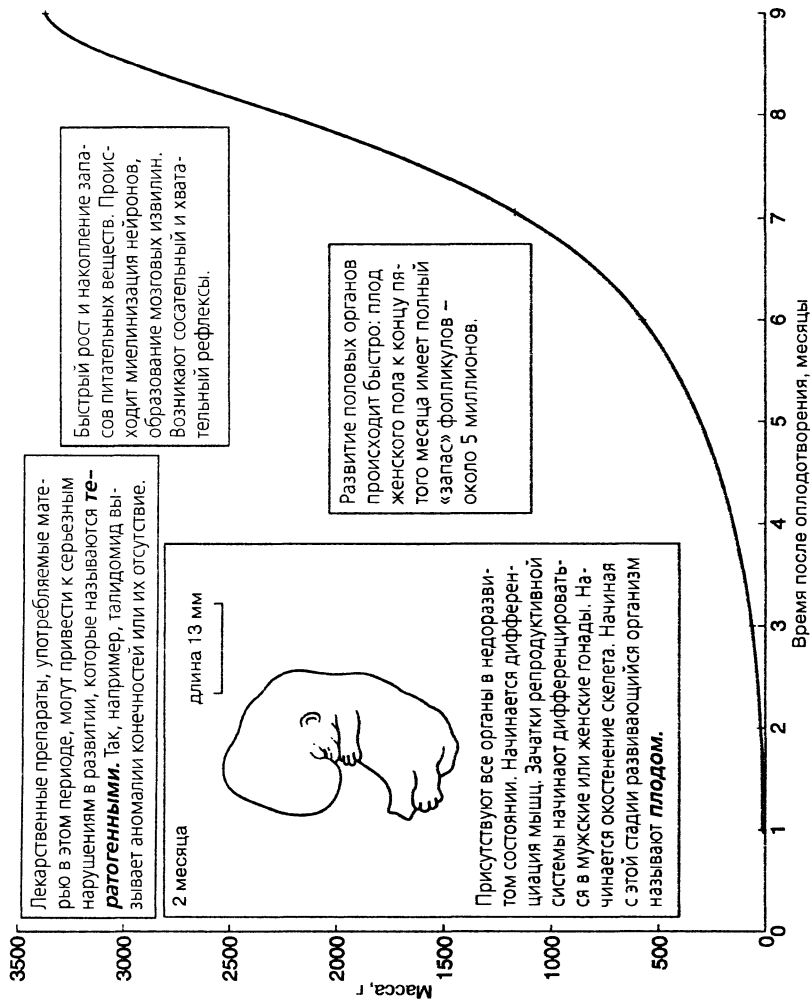 Лекарственные препараты, употребляемые мате-
рью в этом периоде, могут привести к серьезным
нарушениям в развитии, которые называются те-
ратогенными. Так, например, талидомид вы-
зывает аномалии конечностей или их отсутствие.
Быстрый рост и накопление запа-
сов питательных веществ. Проис-
ходит миелинизация нейронов,
образование мозговых извилин.
Возникают сосательный и хвата-
тельный рефлексы.
2 месяца
длина 13 мм
Присутствуют все органы в недоразви-
том состоянии. Начинается дифферен-
циация мышц. Зачатки репродуктивной
системы начинают дифференцировать-
ся в мужские или женские гонады. На-
чинается окостенение скелета. Начиная
с этой стадии развивающийся организм
называют плодом.
Развитие половых органов
происходит быстро: плод
женского пола к концу пя-
того месяца имеет полный
«запас» фолликулов –
около 5 миллионов.
Масса, г
3500
3000
2500
2000
1500
1000
500
0
0 1 2 3 4 5 6 7 8 9
Время после оплодотворения, месяцы